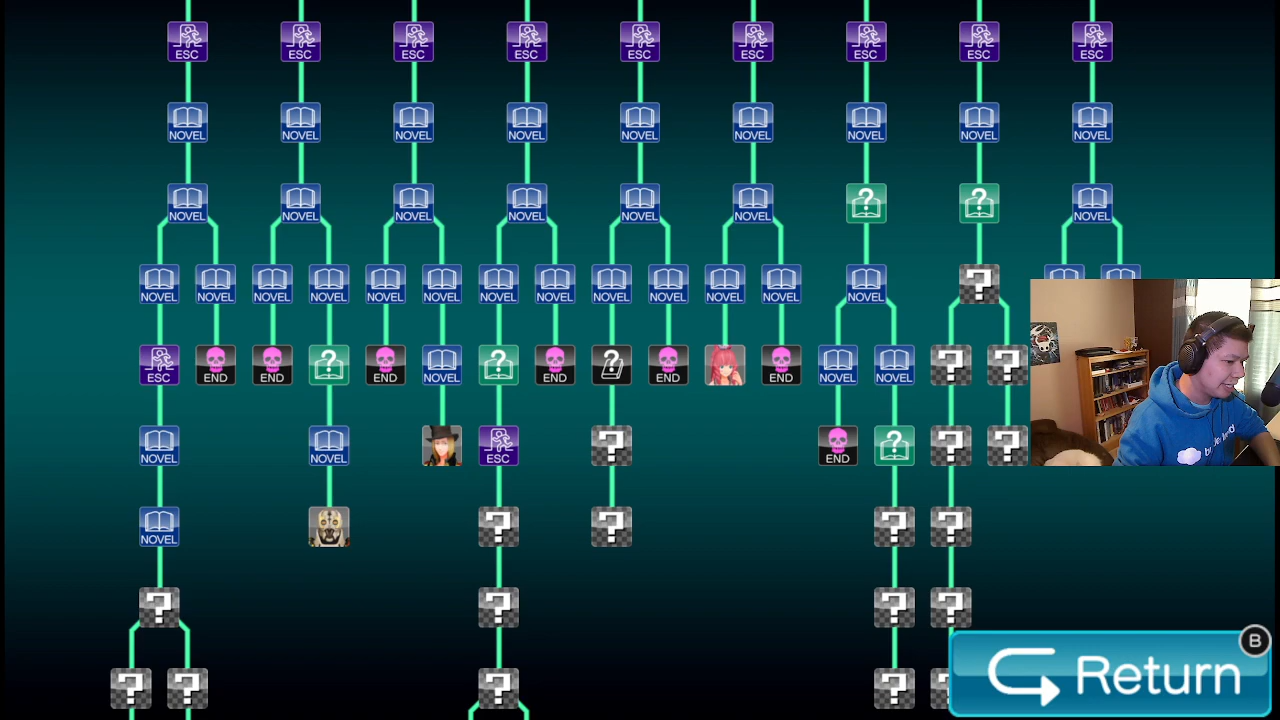 ESC ESC ESC ESC ESC ESC ESC ESC ESC
NOVEL NOVEL NOVEL NOVEL NOVEL NOVEL NOVEL NOVEL NOVEL
NOVEL NOVEL NOVEL NOVEL NOVEL NOVEL ? ? NOVEL
NOVEL NOVEL NOVEL NOVEL NOVEL NOVEL NOVEL NOVEL NOVEL NOVEL NOVEL NOVEL NOVEL ?
ESC END END ? END NOVEL ? END ? END END NOVEL NOVEL ? ?
NOVEL NOVEL ESC ? END ? ? ?
NOVEL ? ? ? ?
? ? ? ?
? ? ? ?
B
Return